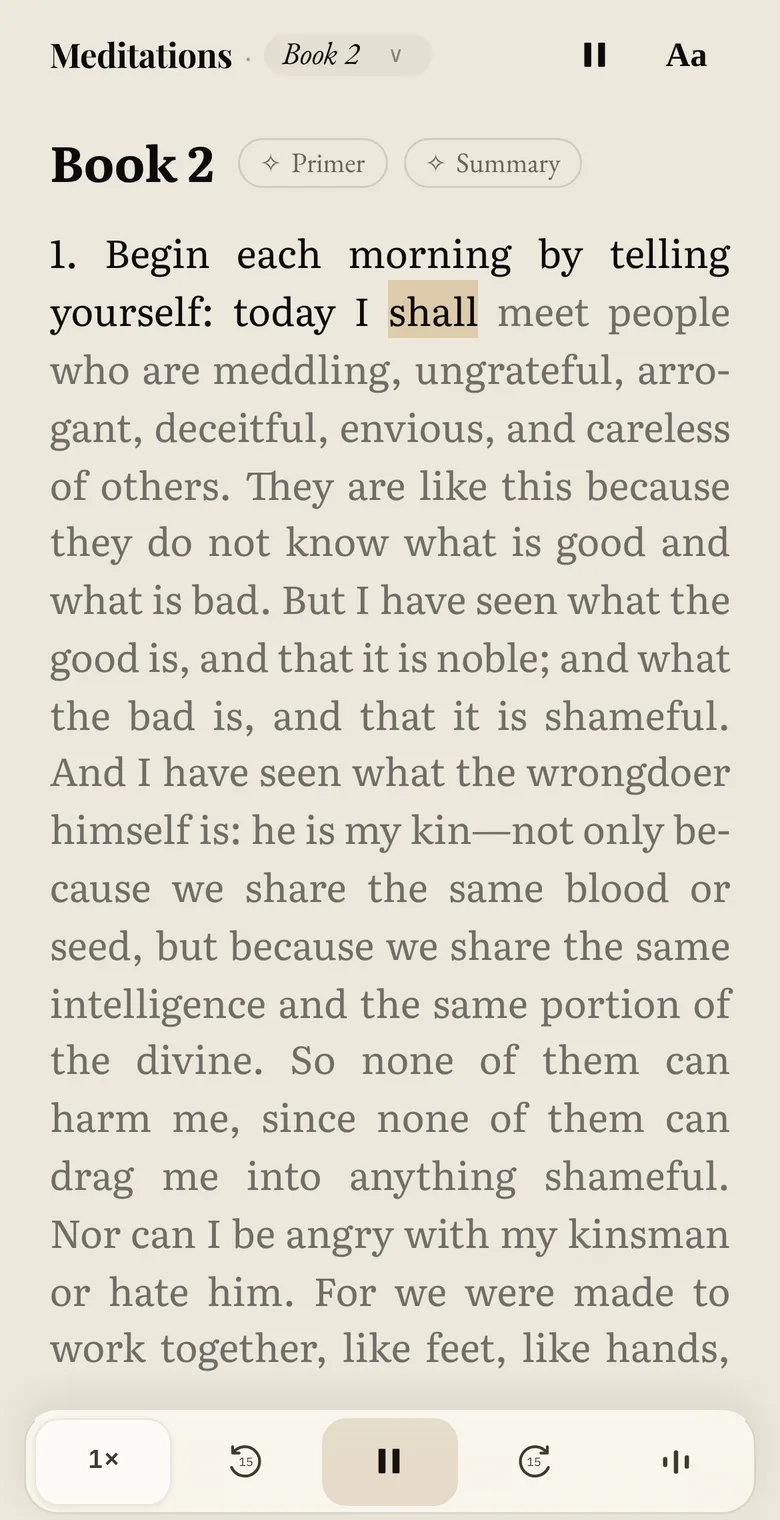 Meditations · Book 2 ∨ Aa
Book 2 ✧ Primer ✧ Summary
1. Begin each morning by telling
yourself: today I shall meet people
who are meddling, ungrateful, arro-
gant, deceitful, envious, and careless
of others. They are like this because
they do not know what is good and
what is bad. But I have seen what the
good is, and that it is noble; and what
the bad is, and that it is shameful.
And I have seen what the wrongdoer
himself is: he is my kin—not only be-
cause we share the same blood or
seed, but because we share the same
intelligence and the same portion of
the divine. So none of them can
harm me, since none of them can
drag me into anything shameful.
Nor can I be angry with my kinsman
or hate him. For we were made to
work together, like feet, like hands,
1× 15 15